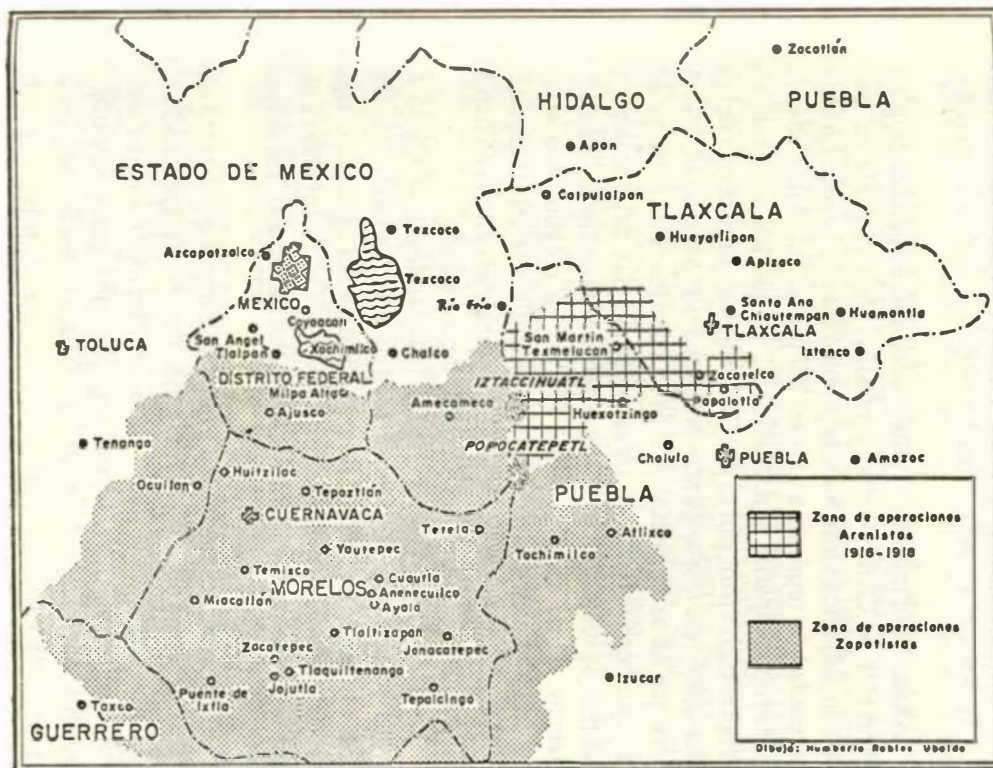 Zacatlán
HIDALGO
PUEBLA
Apan
ESTADO DE MEXICO
Calpulalpan
TLAXCALA
Texcoco
Hueyotlipan
Azcapotzalco
Apizaco
Texcoco
MEXICO
Río Frío
Santa Ana
Chiautempan
Huamantla
Coyoacan
TLAXCALA
San Angel
San Martín
Texmelucan
TOLUCA
Tlalpan
Xochimilco
Chalco
Ixtenco
DISTRITO FEDERAL
IZTACCIHUATL
Zacatelco
Milpa Alta
Papalotla
Ajusco
Amecameca
Huexotzingo
Tenango
POPOCATEPETL
Cholula
PUEBLA
Amozoc
Huitzilac
Ocuilan
Tepoztlán
PUEBLA
CUERNAVACA
Tetela
Atlixco
Tochimilco
Yautepec
Temixco
Cuautla
MORELOS
Anenecuilco
Miacatlán
Ayala
Tlaltizapán
Jonacatepec
Zacatepec
Tlaquiltenango
Jojutla
Puente de
Ixtla
Tepalcingo
Izucar
Taxco
GUERRERO
Zona de operaciones
Arenistas
1916-1918
Zona de operaciones
Zapatistas
Dibujó: Humberto Robles Ubaldo